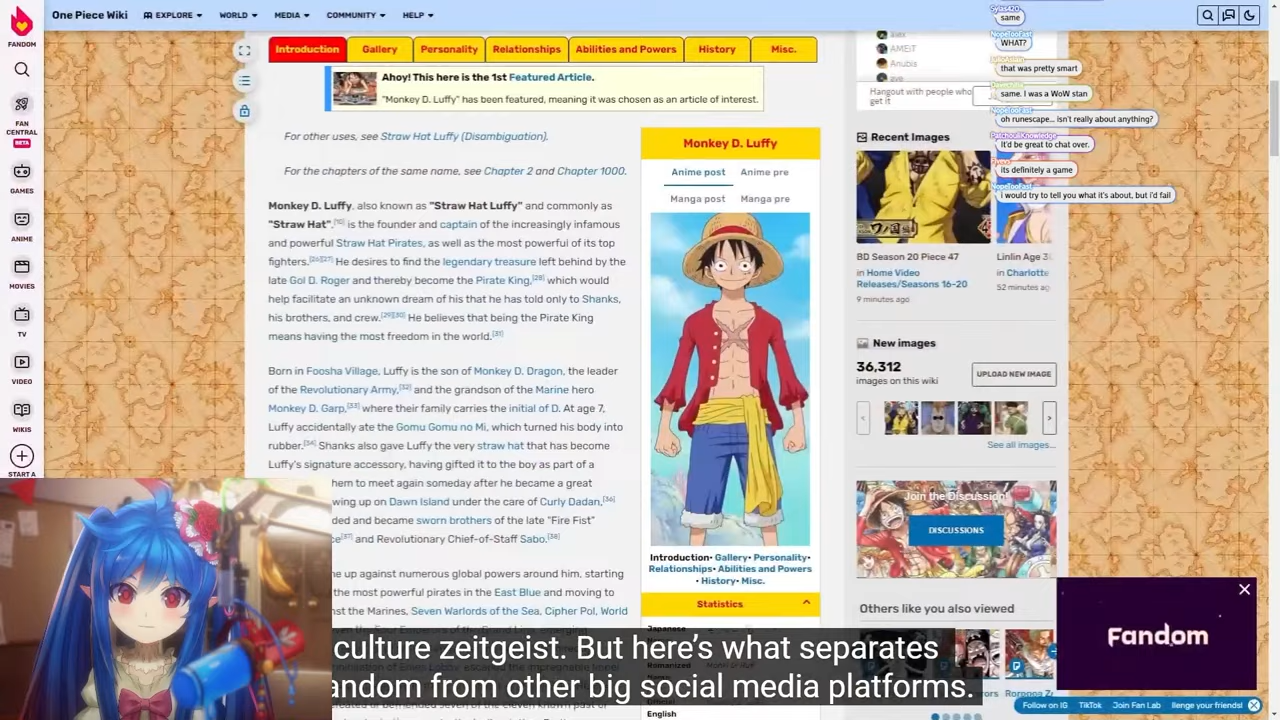 FANDOM
FAN CENTRAL
BETA
GAMES
ANIME
MOVIES
TV
VIDEO
WIKIS
START A
One Piece Wiki
EXPLORE
WORLD
MEDIA
COMMUNITY
HELP
Introduction
Gallery
Personality
Relationships
Abilities and Powers
History
Misc.
Ahoy! This here is the 1st Featured Article.
"Monkey D. Luffy" has been featured, meaning it was chosen as an article of interest.
For other uses, see Straw Hat Luffy (Disambiguation).
For the chapters of the same name, see Chapter 2 and Chapter 1000.
Monkey D. Luffy, also known as "Straw Hat Luffy" and commonly as
"Straw Hat", is the founder and captain of the increasingly infamous
and powerful Straw Hat Pirates, as well as the most powerful of its top
fighters. He desires to find the legendary treasure left behind by the
late Gol D. Roger and thereby become the Pirate King,[28] which would
help facilitate an unknown dream of his that he has told only to Shanks,
his brothers, and crew.[29][30] He believes that being the Pirate King
means having the most freedom in the world.[31]
Born in Foosha Village, Luffy is the son of Monkey D. Dragon, the leader
of the Revolutionary Army,[32] and the grandson of the Marine hero
Monkey D. Garp,[33] where their family carries the initial of D. At age 7,
Luffy accidentally ate the Gomu Gomu no Mi, which turned his body into
rubber.[34] Shanks also gave Luffy the very straw hat that has become
Luffy's signature accessory, having gifted it to the boy as part of a
hem to meet again someday after he became a great
wing up on Dawn Island under the care of Curly Dadan,[36]
ded and became sworn brothers of the late "Fire Fist"
ce[37] and Revolutionary Chief-of-Staff Sabo.[38]
ne up against numerous global powers around him, starting
the most powerful pirates in the East Blue and moving to
nst the Marines, Seven Warlords of the Sea, Cipher Pol, World
Monkey D. Luffy
Anime post
Anime pre
Manga post
Manga pre
Introduction• Gallery• Personality•
Relationships• Abilities and Powers
• History• Misc.
Statistics
Japanese
Romanized
English
AMEiT
Anubis
Hangout with people who
get it
Recent Images
BD Season 20 Piece 47
in Home Video
Releases/Seasons 16-20
9 minutes ago
Linlin Age
in Charlotte
52 minutes ago
New images
36,312
images on this wiki
UPLOAD NEW IMAGE
See all images...
Join the Discussion!
DISCUSSIONS
Others like you also viewed
same
NopeTooFast
WHAT?
that was pretty smart
same. I was a WoW stan
NopeTooFast
oh runescape... isn't really about anything?
PatchouliKnowledge
It'd be great to chat over.
its definitely a game
NopeTooFast
i would try to tell you what it's about, but i'd fail
Fandom
Follow on IG
TikTok
Join Fan Lab
culture zeitgeist. But here's what separates
andom from other big social media platforms.